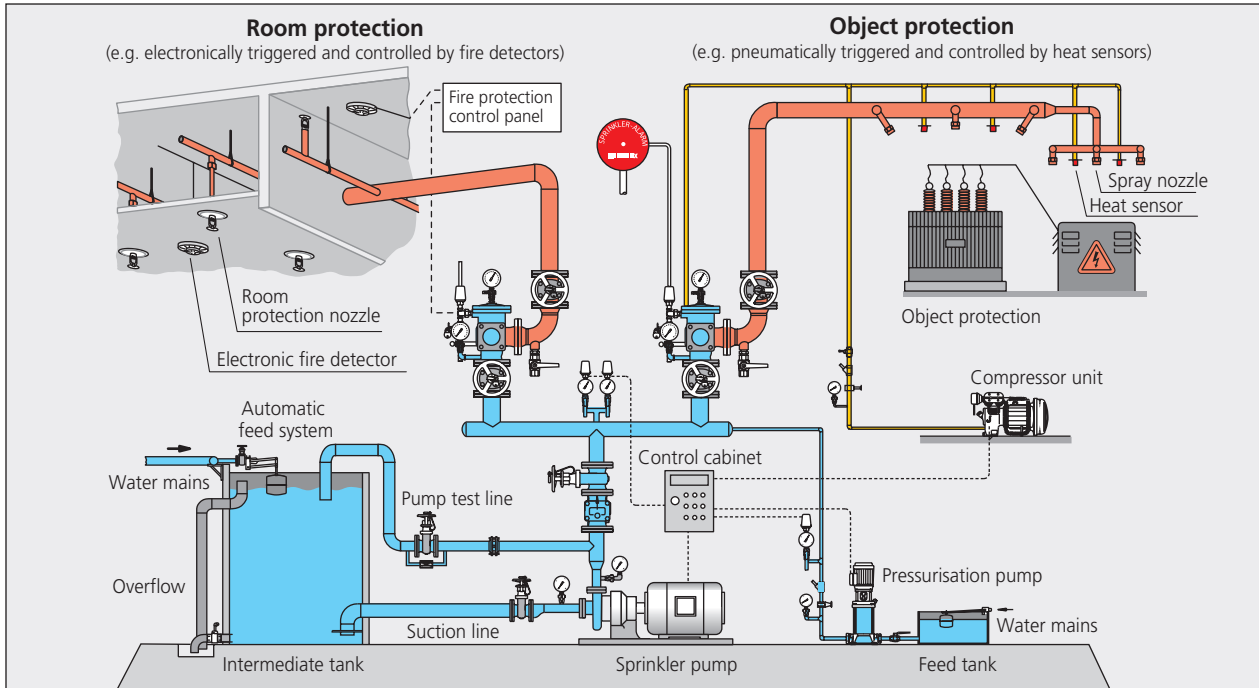 Room protection
(e.g. electronically triggered and controlled by fire detectors)
Object protection
(e.g. pneumatically triggered and controlled by heat sensors)
Fire protection
control panel
SPRINKLER-ALARM
Spray nozzle
Heat sensor
Room
protection nozzle
Object protection
Electronic fire detector
Compressor unit
Automatic
feed system
Control cabinet
Water mains
Pump test line
Overflow
Pressurisation pump
Suction line
Water mains
Intermediate tank
Sprinkler pump
Feed tank